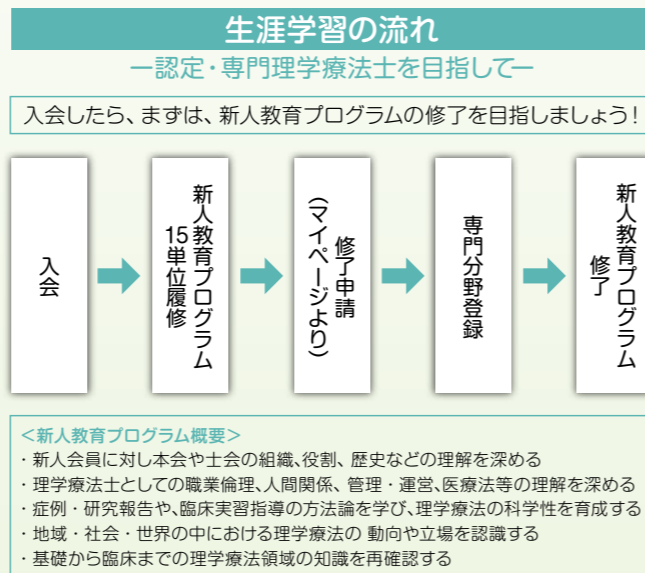 生涯学習の流れ
ー認定・専門理学療法士を目指してー
入会したら、まずは、新人教育プログラムの修了を目指しましょう！
入会
新人教育プログラム
15単位履修
修了申請
（マイページより）
専門分野登録
新人教育プログラム
修了
＜新人教育プログラム概要＞
・新人会員に対し本会や士会の組織、役割、歴史などの理解を深める
・理学療法士としての職業倫理、人間関係、管理・運営、医療法等の理解を深める
・症例・研究報告や、臨床実習指導の方法論を学び、理学療法の科学性を育成する
・地域・社会・世界の中における理学療法の 動向や立場を認識する
・基礎から臨床までの理学療法領域の知識を再確認する